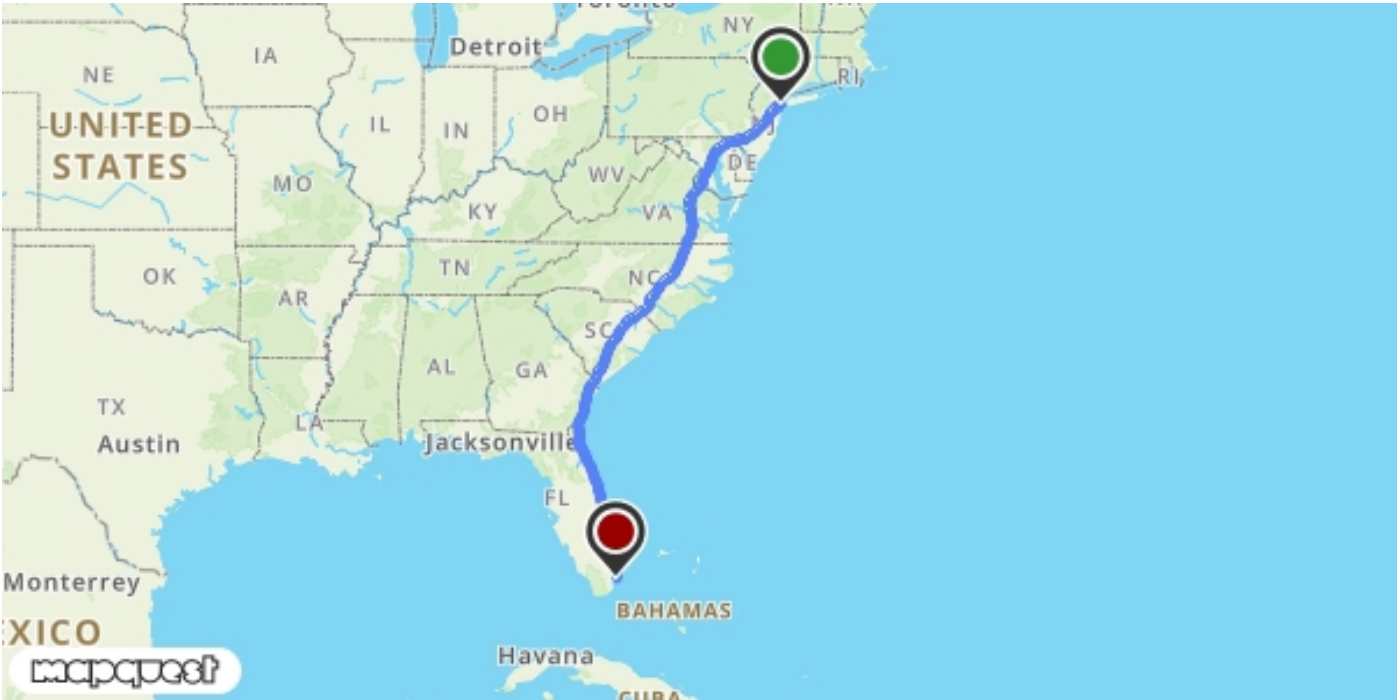 Toronto
NY
Detroit
IA
NE
RI
OH
IL
IN
NJ
UNITED
STATES
DE
WV
MO
VA
KY
TN
NC
OK
AR
SC
AL
GA
TX
LA
Austin
Jacksonville
FL
Monterrey
BAHAMAS
EXICO
Havana
mapquest
CUBA